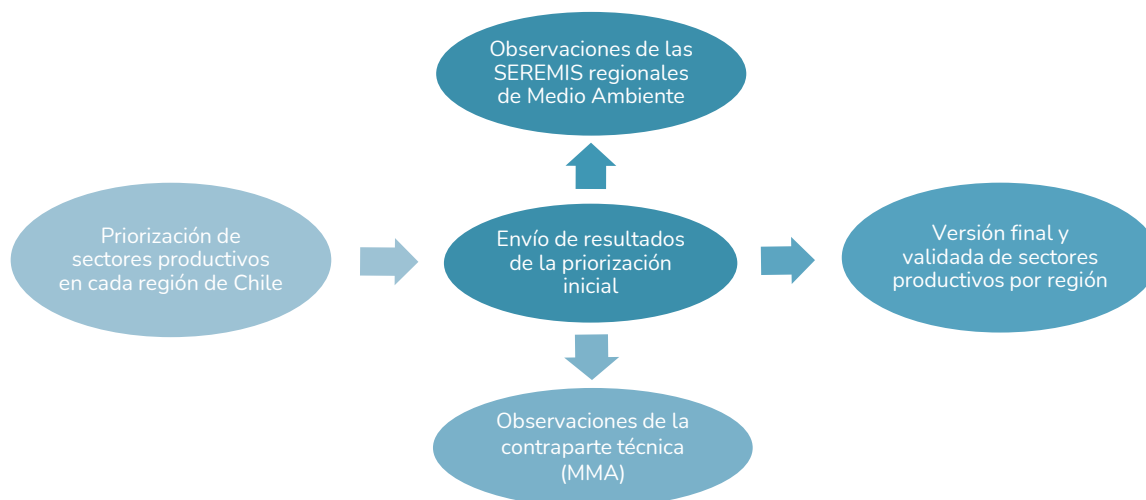 Observaciones de las
SEREMIS regionales
de Medio Ambiente
Priorización de
sectores productivos
en cada región de Chile
Envío de resultados
de la priorización
inicial
Versión final y
validada de sectores
productivos por región
Observaciones de la
contraparte técnica
(MMA)